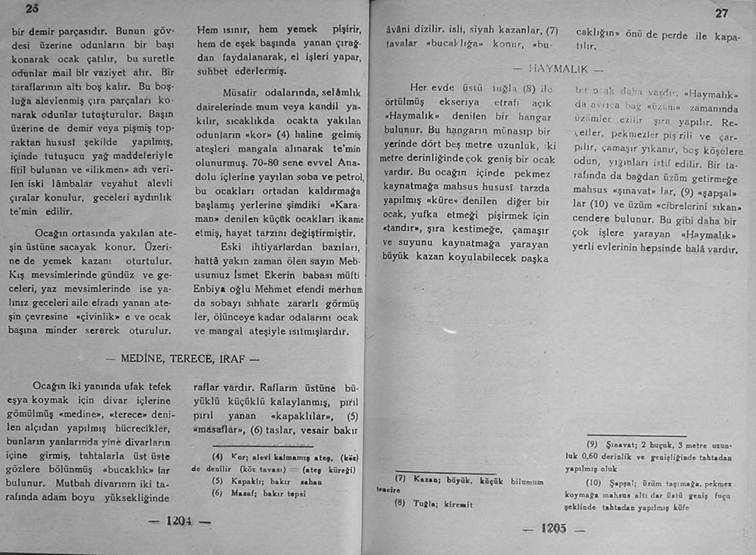 25
bir demir parçasıdır. Bunun göv-
desi üzerine odunların bir başı
konarak ocak çatılır, bu suretle
odunlar mail bir vaziyet alır. Bir
taraflarının altı boş kalır. Bu boş-
luğa alevlenmiş çıra parçaları ko-
narak odunlar tutuşturulur. Başın
üzerine de demir veya pişmiş top-
raktan hususî şekilde yapılmış,
içinde tutuşucu yağ maddeleriyle
fitil bulunan ve «ilikmen» adı veri-
len iski lâmbalar veyahut alevli
çıralar konulur, geceleri aydınlık
te'min edilir.
Ocağın ortasında yakılan ate-
şin üstüne sacayak konur. Üzeri-
ne de yemek kazanı oturtulur.
Kış mevsimlerinde gündüz ve ge-
celeri, yaz mevsimlerinde ise ya-
lnız geceleri aile efradı yanan ate-
şin çevresine «çivinlik» e ve ocak
başına minder sererek oturulur.
Hem ısınır, hem yemek pişirir,
hem de eşek başında yanan çırağ-
dan faydalanarak, el işleri yapar,
suhbet ederlermiş.
Müsafir odalarında, selâmlık
dairelerinde mum veya kandil ya-
kılır, sıcaklıkda ocakta yakılan
odunların «kor» (4) haline gelmiş
ateşleri mangala alınarak te'min
olunurmuş. 70-80 sene evvel Ana-
dolu içlerine yayılan soba ve petrol,
bu ocakları ortadan kaldırmağa
başlamış yerlerine şimdiki «Kara-
man» denilen küçük ocakları ikame
etmiş, hayat tarzını değiştirmiştir.
Eski ihtiyarlardan bazıları,
hattâ yakın zaman ölen sayın Meb-
usumuz İsmet Ekerin babası müfti
Enbiya oğlu Mehmet efendi merhum
da sobayı sıhhate zararlı görmüş
ler, ölünceye kadar odalarını ocak
ve mangal ateşiyle ısıtmışlardır.
— MEDİNE, TERECE, IRAF —
Ocağın iki yanında ufak tefek
eşya koymak için divar içlerine
gömülmüş «medine», «terece» deni-
len alçıdan yapılmış hücrecikler,
bunların yanlarında yine divarların
içine girmiş, tahtalarla üst üste
gözlere bölünmüş «bucaklık» lar
bulunur. Mutbah divarının iki ta-
rafında adam boyu yüksekliğinde
raflar vardır. Rafların üstüne bü-
yüklü küçüklü kalaylanmış, pırıl
pırıl yanan «kapaklılar», (5)
«masaflar», (6) taslar, vesair bakır
(4) Kor; alevi kalmamış ateş. (köz)
de denilir (köz tavası) = (ateş küreği)
(5) Kapaklı; bakır sahan
(6) Masaf; bakır tepsi
— 1204 —
27
âvâni dizilir. isli, siyah kazanlar, (7)
tavalar «bucaklığa» konur, «bu-
caklığın» önü de perde ile kapa-
tılır.
— HAYMALIK —
Her evde üstü tuğla (8) ile
örtülmüş ekseriya etrafı açık
«Haymalık» denilen bir hangar
bulunur. Bu hangarın münasip bir
yerinde dört beş metre uzunluk, iki
metre derinliğinde çok geniş bir ocak
vardır. Bu ocağın içinde pekmez
kaynatmağa mahsus hususî tarzda
yapılmış «küre» denilen diğer bir
ocak, yufka etmeği pişirmek için
«tandır», şıra kestimeğe, çamaşır
ve suyunu kaynatmağa yarayan
büyük kazan koyulabilecek başka
bir ocak daha vardır. «Haymalık»
da ayrıca bağ «üzüm» zamanında
üzümler ezilir şıra yapılır. Re-
çeller, pekmezler pişrili ve çar-
pılır, çamaşır yıkanır, boş köşelere
odun, yığınları istif edilir. Bir ta-
rafında da bağdan üzüm getirmeğe
mahsus «şınavat» lar, (9) «şapşal»
lar (10) ve üzüm «cibrelerini sıkan»
cendere bulunur. Bu gibi daha bir
çok işlere yarayan «Haymalık»
yerli evlerinin hepsinde halâ vardır.
(7) Kazan; büyük, küçük bilumum
tencire
(8) Tuğla; kiremit
(9) Şınavat; 2 buçuk, 3 metre uzun-
luk 0,60 derinlik ve genişliğinde tahtadan
yapılmış oluk
(10) Şapşal; üzüm taşımağa, pekmez
koymağa mahsus altı dar üstü geniş fuçu
şeklinde tahtadan yapılmış küfe
— 1205 —